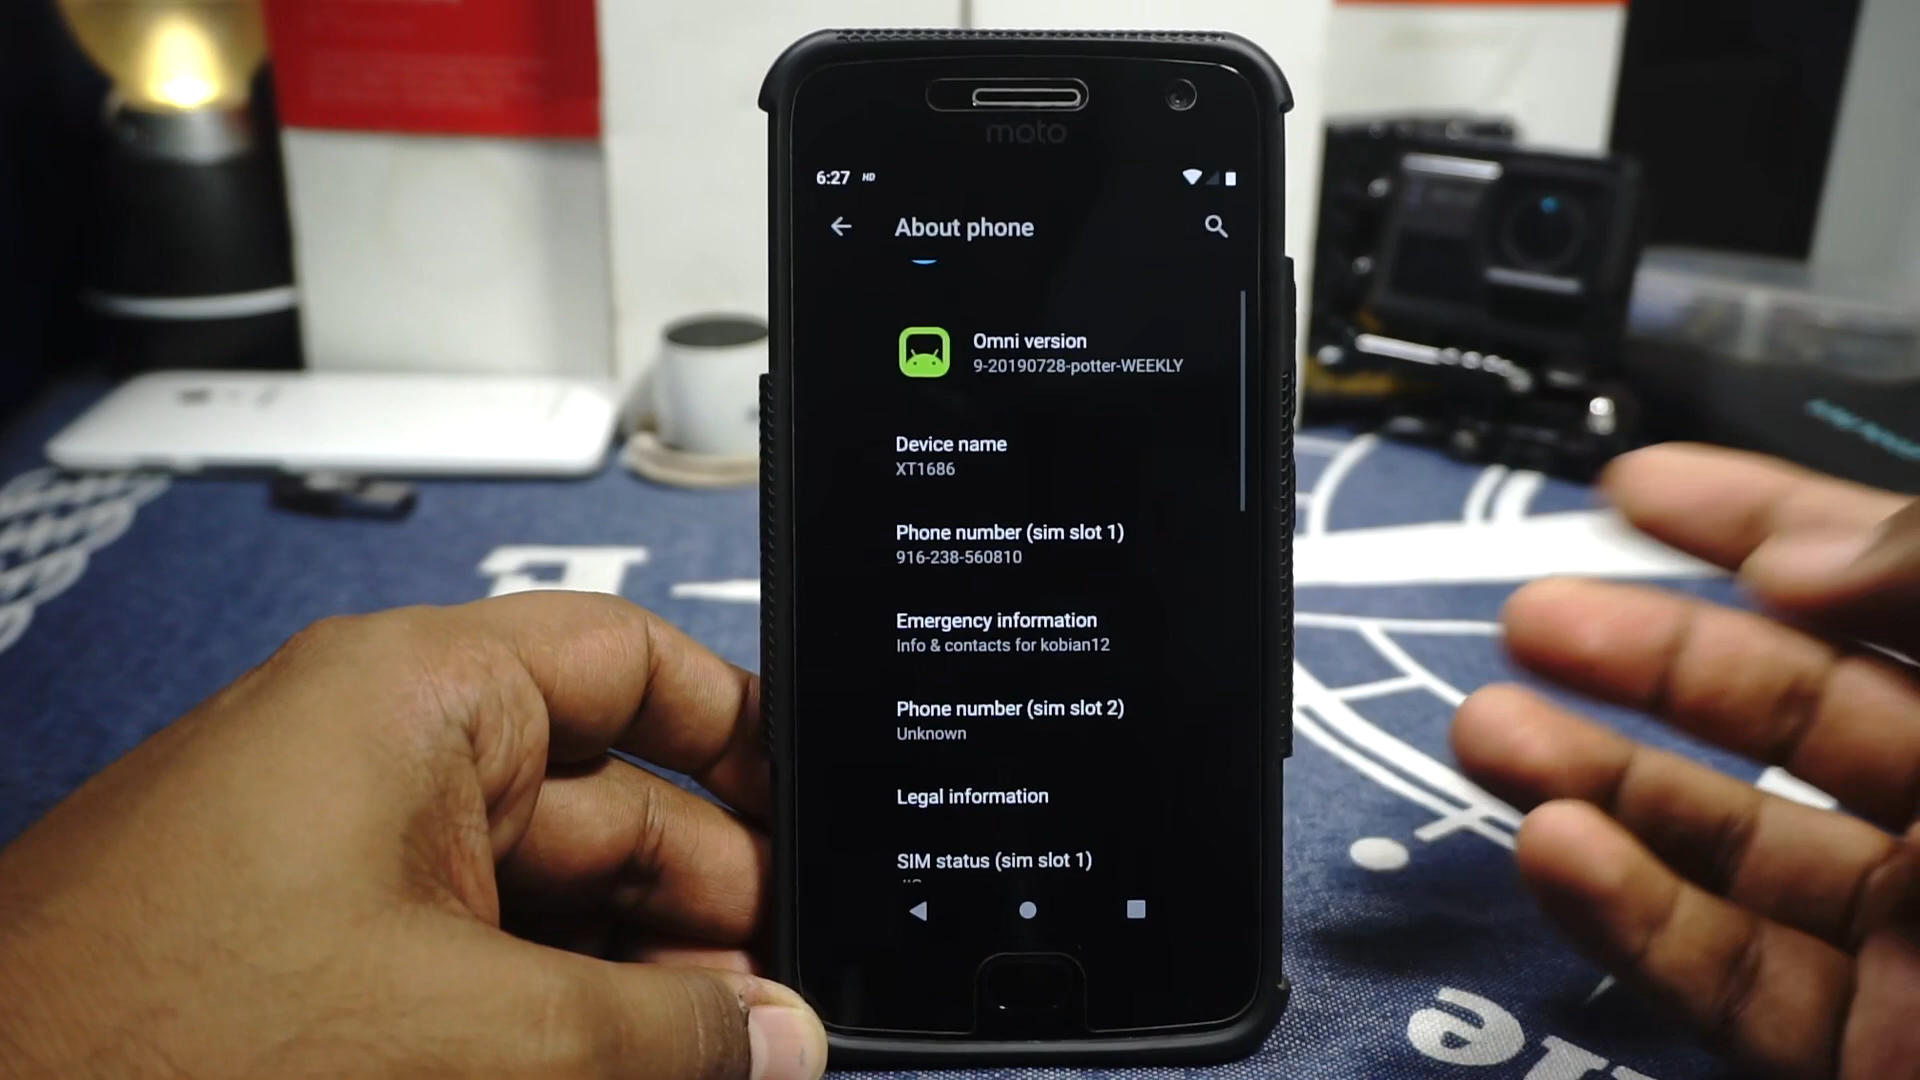 moto
6:27 HD
About phone
Omni version
9-20190728-potter-WEEKLY
Device name
XT1686
Phone number (sim slot 1)
916-238-560810
Emergency information
Info & contacts for kobian12
Phone number (sim slot 2)
Unknown
Legal information
SIM status (sim slot 1)